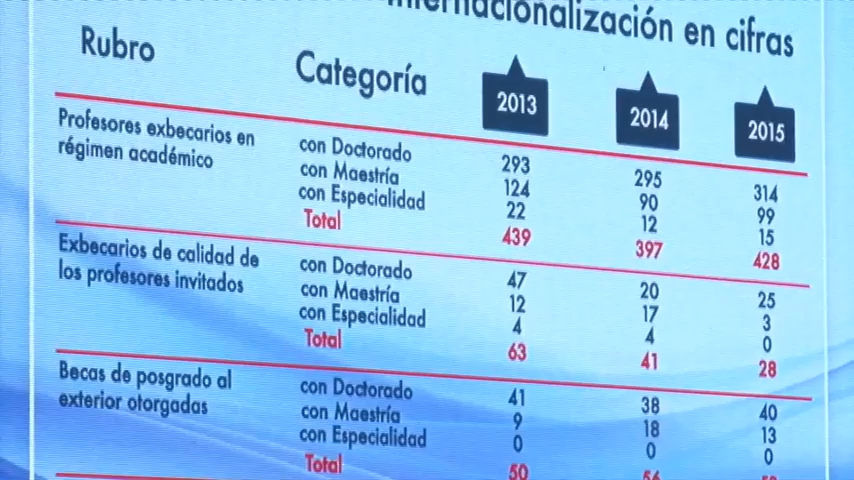 internacionalización en cifras
Rubro Categoría 2013 2014 2015
Profesores exbecarios en régimen académico
con Doctorado 293 295 314
con Maestría 124 90 99
con Especialidad 22 12 15
Total 439 397 428
Exbecarios de calidad de los profesores invitados
con Doctorado 47 20 25
con Maestría 12 17 3
con Especialidad 4 4 0
Total 63 41 28
Becas de posgrado al exterior otorgadas
con Doctorado 41 38 40
con Maestría 9 18 13
con Especialidad 0 0 0
Total 50